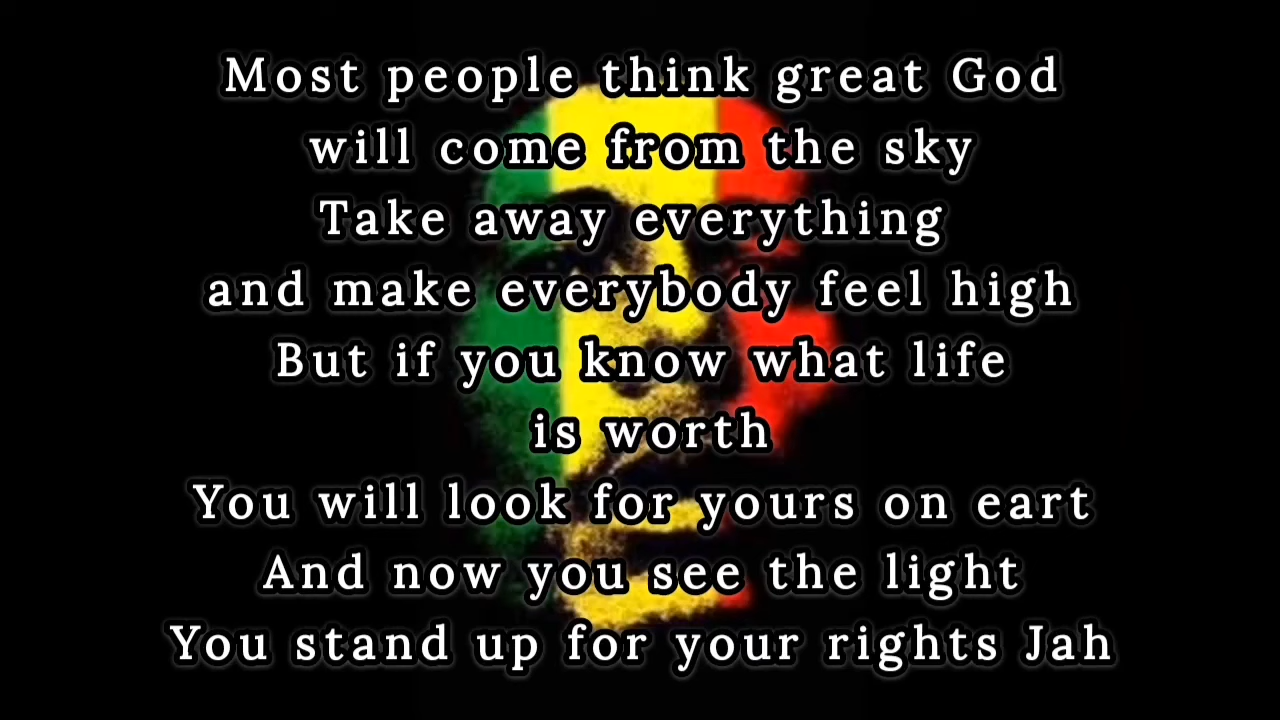 Most people think great God
will come from the sky
Take away everything
and make everybody feel high
But if you know what life
is worth
You will look for yours on eart
And now you see the light
You stand up for your rights Jah